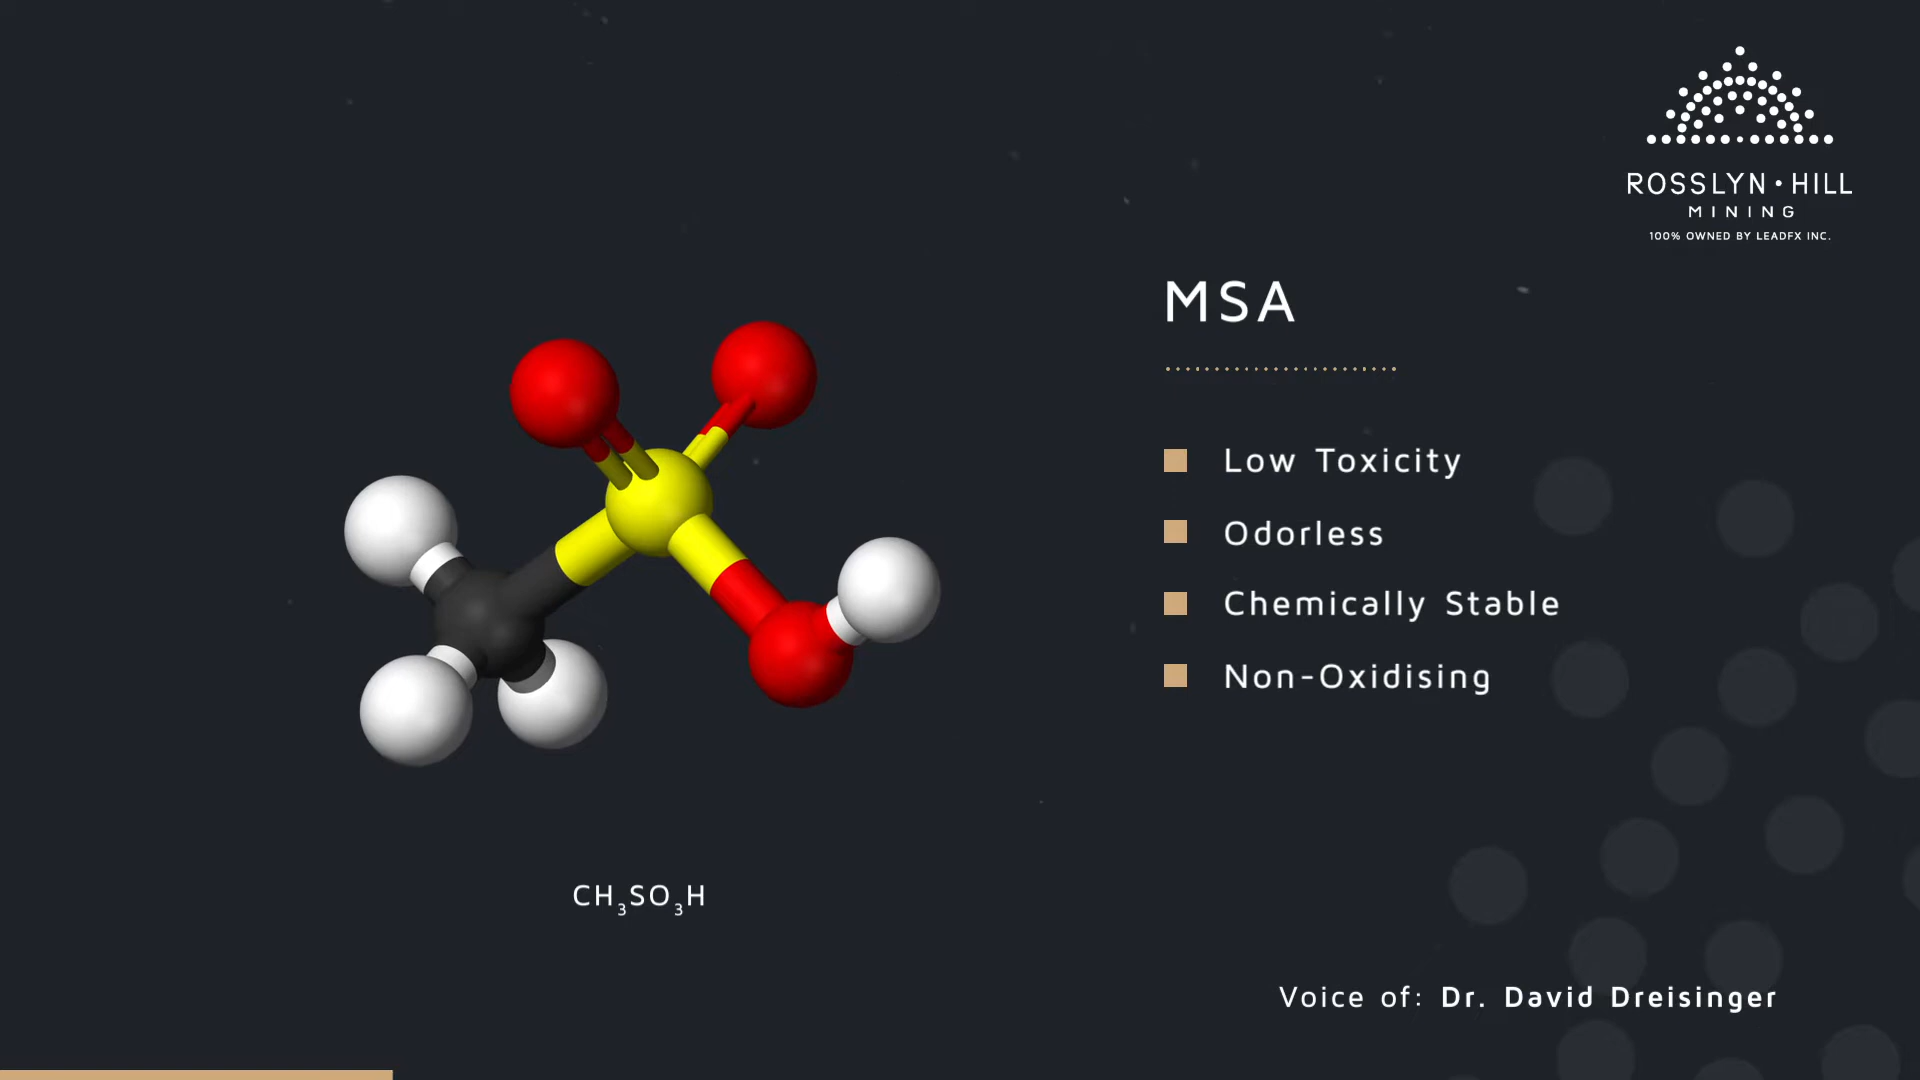 ROSSLYN • HILL
MINING
100% OWNED BY LEADFX INC.
MSA
Low Toxicity
Odorless
Chemically Stable
Non-Oxidising
CH₃SO₃H
Voice of: Dr. David Dreisinger